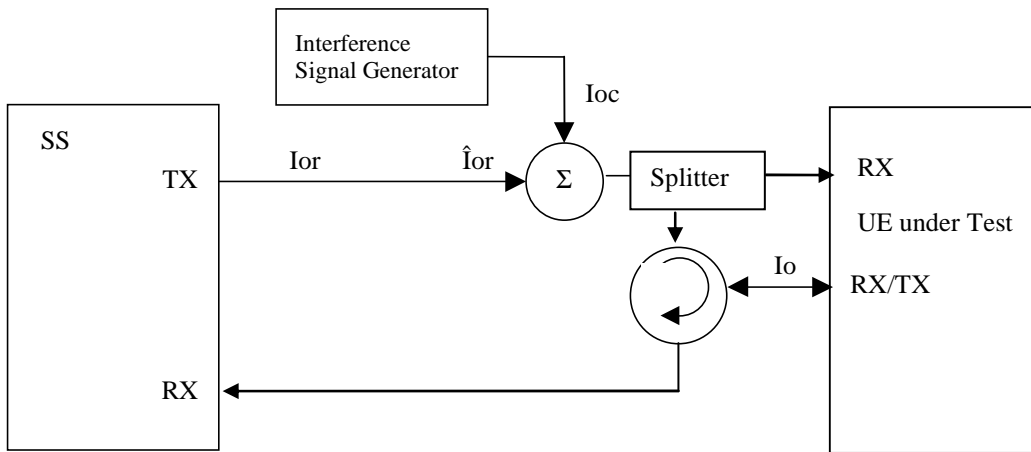 Interference
Signal Generator
Ioc
SS
TX
Ior
Îor
Σ
Splitter
RX
UE under Test
Io
RX/TX
RX